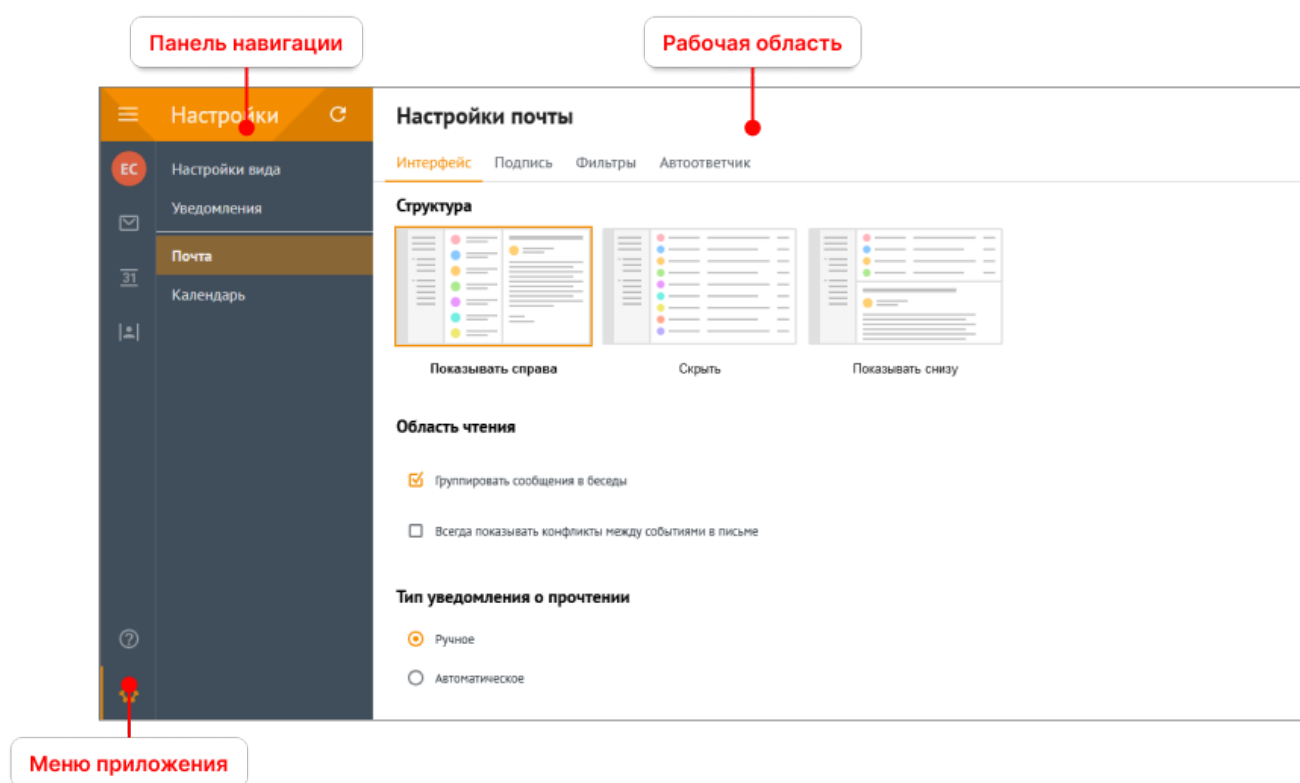 Панель навигации
Рабочая область
Настройки
Настройки почты
EC
Настройки вида
Интерфейс Подпись Фильтры Автоответчик
Уведомления
Структура
Почта
31
Календарь
Показывать справа Скрыть Показывать снизу
Область чтения
Группировать сообщения в беседы
Всегда показывать конфликты между событиями в письме
Тип уведомления о прочтении
Ручное
Автоматическое
Меню приложения